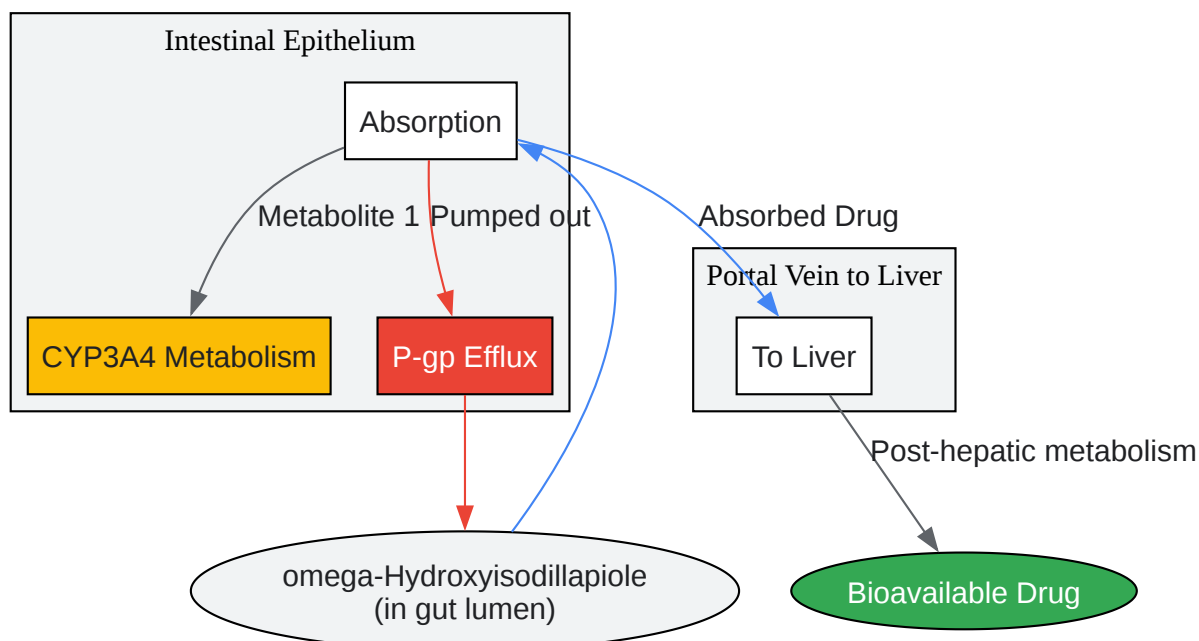 Intestinal Epithelium
Absorption
Metabolite 1
Pumped out
Absorbed Drug
Portal Vein to Liver
CYP3A4 Metabolism
P-gp Efflux
To Liver
Post-hepatic metabolism
omega-Hydroxyisodillapiole
(in gut lumen)
Bioavailable Drug